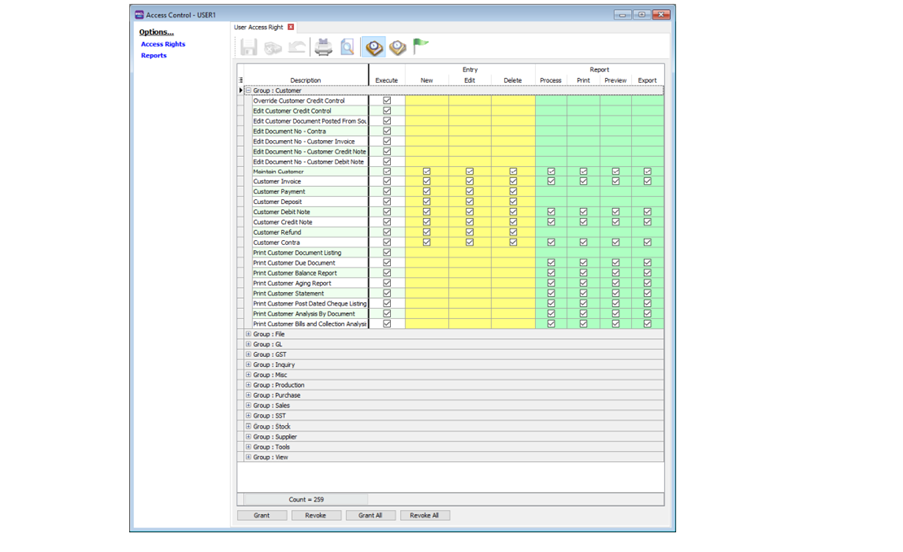 Access Control - USER1
Options...
Access Rights
Reports
User Access Right
Entry
Report
Description Execute New Edit Delete Process Print Preview Export
Group : Customer
Override Customer Credit Control
Edit Customer Credit Control
Edit Customer Document Posted From Sou
Edit Document No - Contra
Edit Document No - Customer Invoice
Edit Document No - Customer Credit Note
Edit Document No - Customer Debit Note
Maintain Customer
Customer Invoice
Customer Payment
Customer Deposit
Customer Debit Note
Customer Credit Note
Customer Refund
Customer Contra
Print Customer Document Listing
Print Customer Due Document
Print Customer Balance Report
Print Customer Aging Report
Print Customer Statement
Print Customer Post Dated Cheque Listing
Print Customer Analysis By Document
Print Customer Bills and Collection Analysis
Group : File
Group : GL
Group : GST
Group : Inquiry
Group : Misc
Group : Production
Group : Purchase
Group : Sales
Group : SST
Group : Stock
Group : Supplier
Group : Tools
Group : View
Count = 259
Grant Revoke Grant All Revoke All